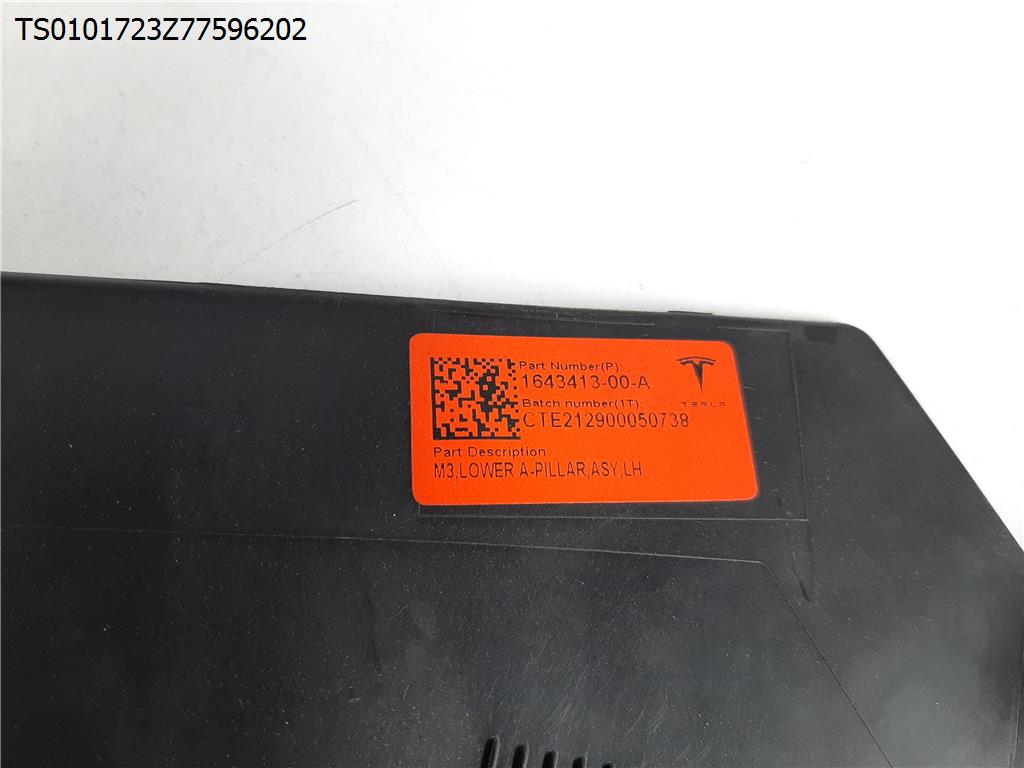 TS0101723Z77596202
Part Number(P):
1643413-00-A
Batch number(1T):
CTE212900050738
TESLA
Part Description:
M3,LOWER A-PILLAR,ASY,LH